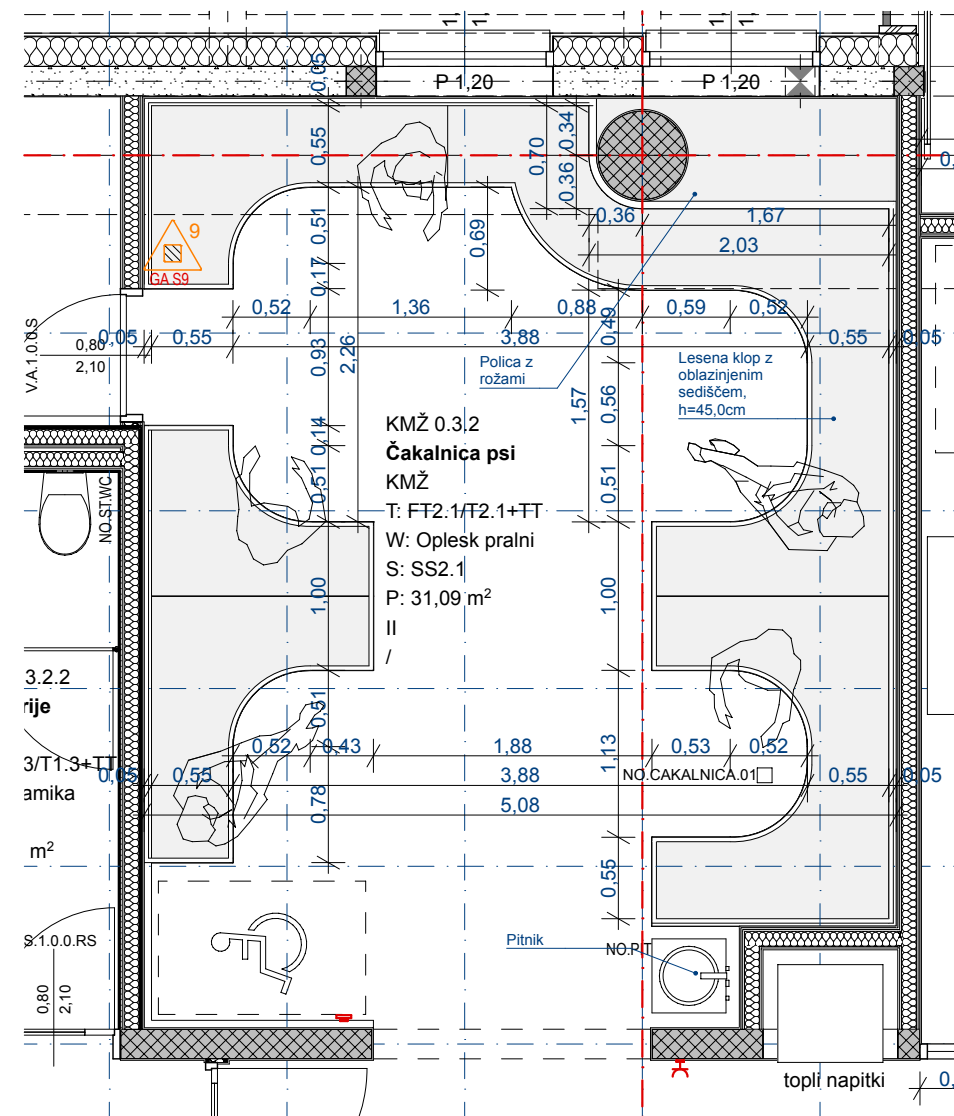 P 1,20
P 1,20
0,05
0,55
0,34
0,70
0,36
0,51
0,69
0,36
1,67
2,03
9
GA S9
0,17
0,52
1,36
0,88
0,59
0,52
0,49
V.A.1.0.0.S
0,80
2,10
0,05
0,55
0,93
2,26
3,88
0,55
0,05
Polica z
rožami
Lesena klop z
oblazinjenim
sediščem,
h=45,0cm
1,57
0,56
0,14
0,51
0,51
KMŽ 0.3.2
Čakalnica psi
KMŽ
T: FT2.1/T2.1+TT
W: Oplesk pralni
S: SS2.1
P: 31,09 m²
II
/
NO.ST.WC
1,00
1,00
3.2.2
rije
3/T1.3+TT
amika
m²
0,51
0,52
0,43
1,88
1,13
0,53
0,52
0,05
0,55
3,88
NO.CAKALNICA.01
0,55
0,05
0,78
5,08
0,55
S.1.0.0.RS
0,80
2,10
Pitnik
NO.PIT
topli napitki
0,
0,